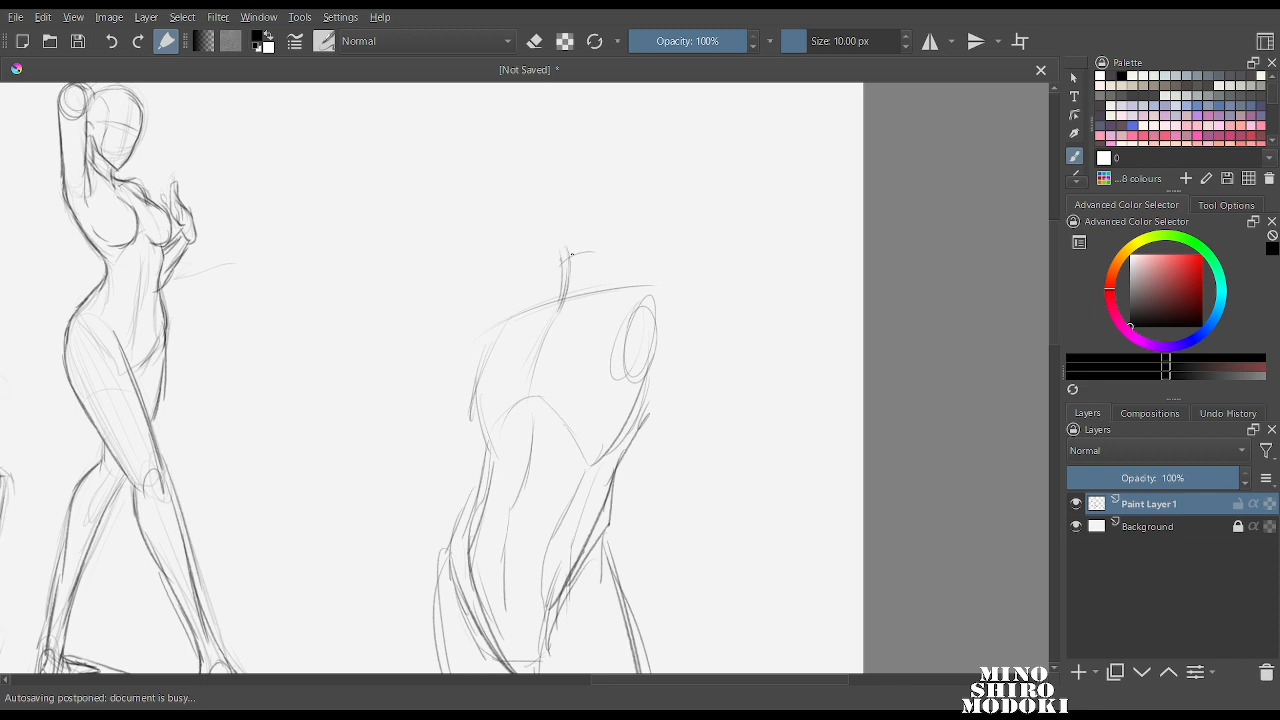 File Edit View Image Layer Select Filter Window Tools Settings Help
Normal Opacity: 100% Size: 10.00 px
[Not Saved] *
Palette
0
...8 colours
Advanced Color Selector Tool Options
Advanced Color Selector
Layers Compositions Undo History
Layers
Normal
Opacity: 100%
Paint Layer 1
Background
Autosaving postponed: document is busy...
MINO
SHIRO
MODOKI